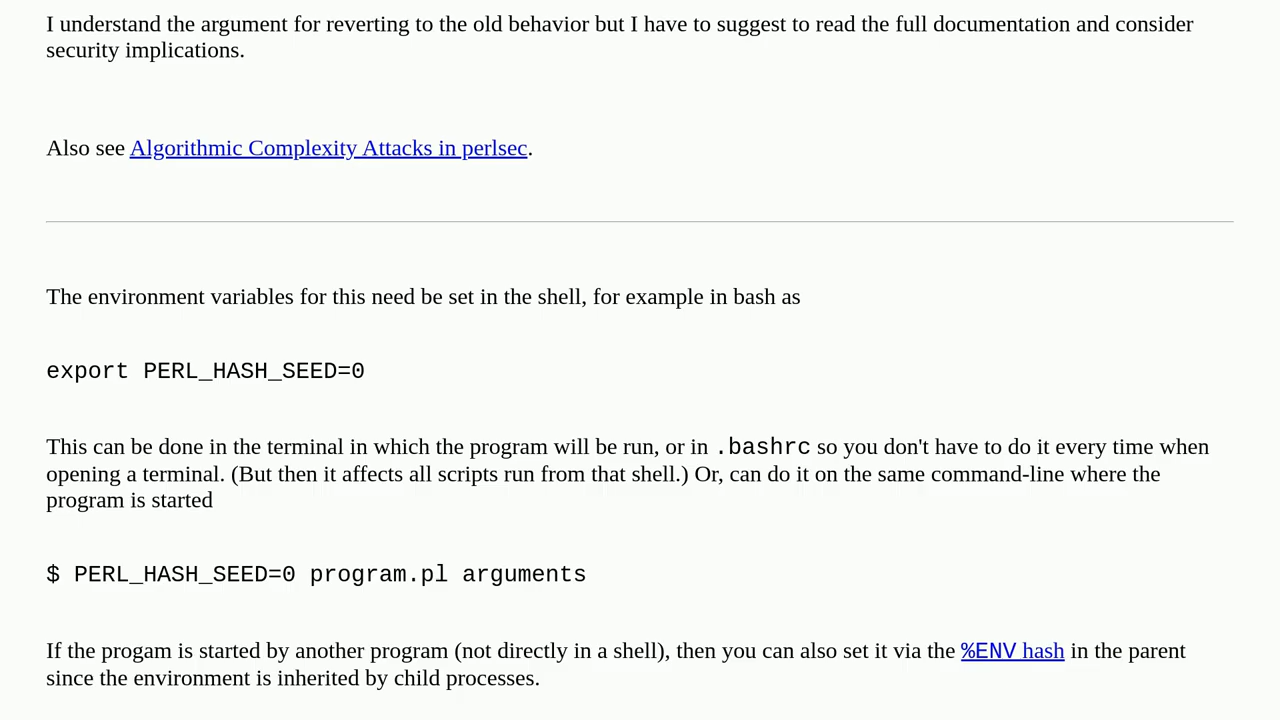 I understand the argument for reverting to the old behavior but I have to suggest to read the full documentation and consider
security implications.
Also see Algorithmic Complexity Attacks in perlsec.
The environment variables for this need be set in the shell, for example in bash as
export PERL_HASH_SEED=0
This can be done in the terminal in which the program will be run, or in .bashrc so you don't have to do it every time when
opening a terminal. (But then it affects all scripts run from that shell.) Or, can do it on the same command-line where the
program is started
$ PERL_HASH_SEED=0 program.pl arguments
If the progam is started by another program (not directly in a shell), then you can also set it via the %ENV hash in the parent
since the environment is inherited by child processes.